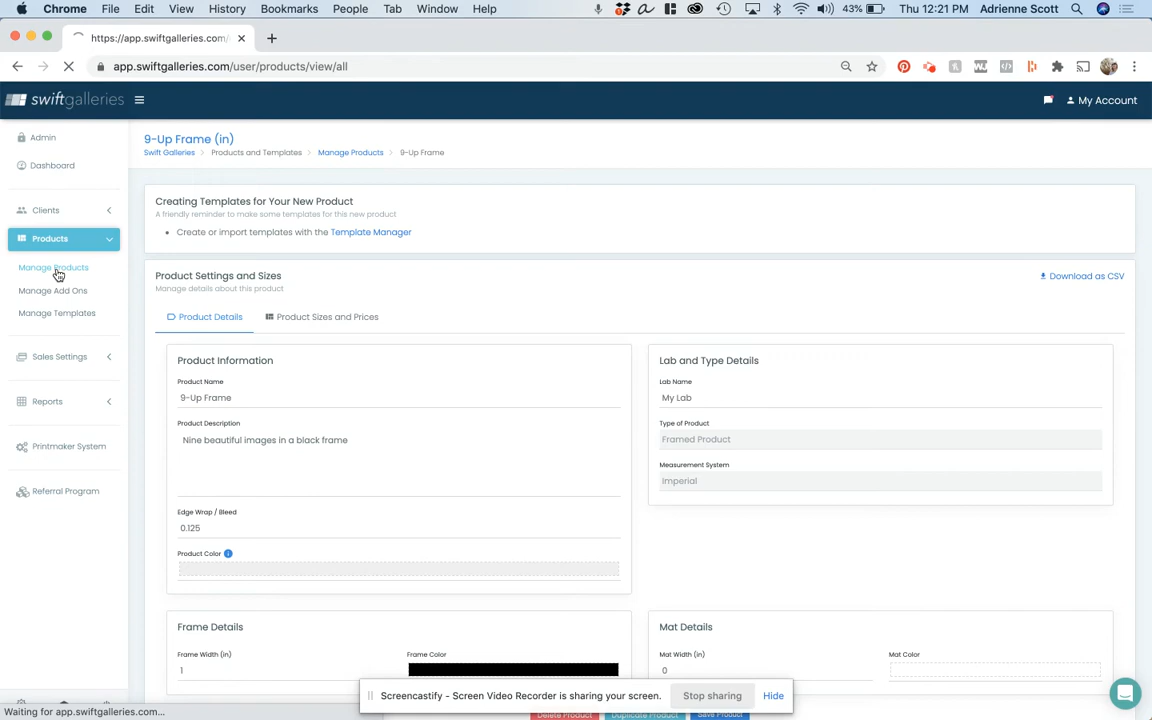 Chrome File Edit View History Bookmarks People Tab Window Help 43% Thu 12:21 PM Adrienne Scott
https://app.swiftgalleries.com/
app.swiftgalleries.com/user/products/view/all
swiftgalleries My Account
Admin
Dashboard
Clients
Products
Manage Products
Manage Add Ons
Manage Templates
Sales Settings
Reports
Printmaker System
Referral Program
9-Up Frame (in)
Swift Galleries > Products and Templates > Manage Products > 9-Up Frame
Creating Templates for Your New Product
A friendly reminder to make some templates for this new product
• Create or import templates with the Template Manager
Product Settings and Sizes
Download as CSV
Manage details about this product
Product Details Product Sizes and Prices
Product Information
Product Name
9-Up Frame
Product Description
Nine beautiful images in a black frame
Edge Wrap / Bleed
0.125
Product Color
Lab and Type Details
Lab Name
My Lab
Type of Product
Framed Product
Measurement System
Imperial
Frame Details
Frame Width (in) Frame Color
1
Mat Details
Mat Width (in) Mat Color
0
Screencastify - Screen Video Recorder is sharing your screen. Stop sharing Hide
Delete Product Duplicate Product Save Product
Waiting for app.swiftgalleries.com...